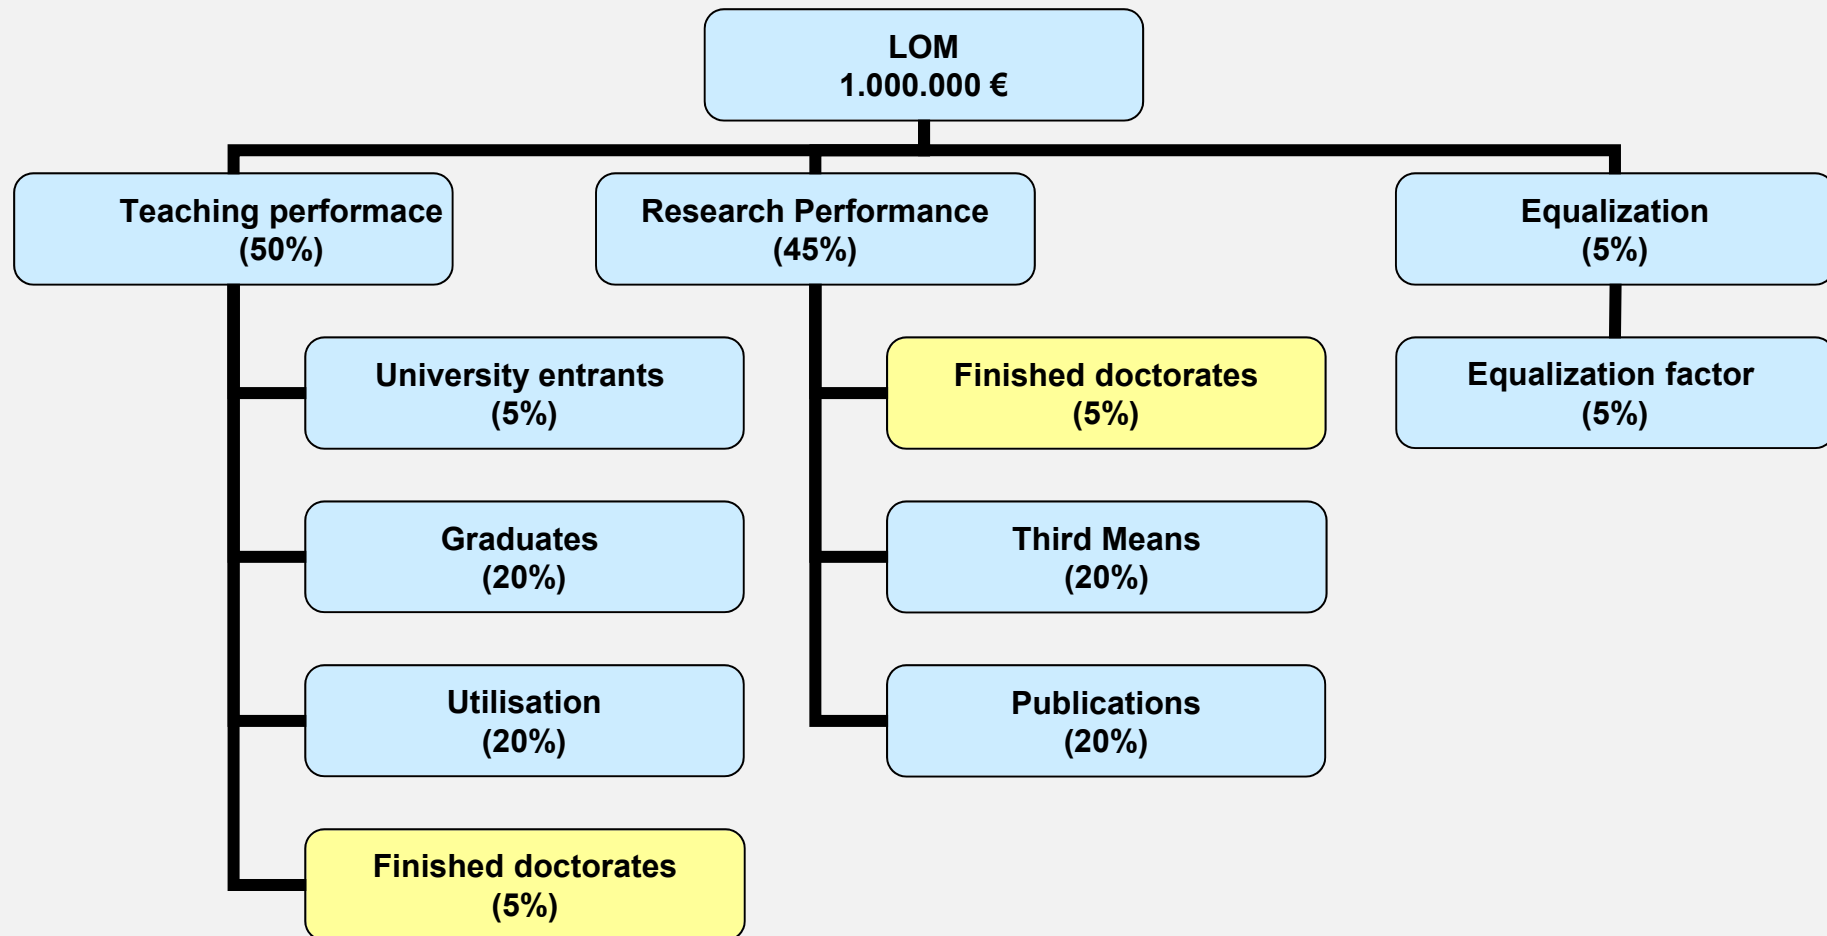 LOM
1.000.000 €
Teaching performace
(50%)
Research Performance
(45%)
Equalization
(5%)
University entrants
(5%)
Finished doctorates
(5%)
Equalization factor
(5%)
Graduates
(20%)
Third Means
(20%)
Utilisation
(20%)
Publications
(20%)
Finished doctorates
(5%)